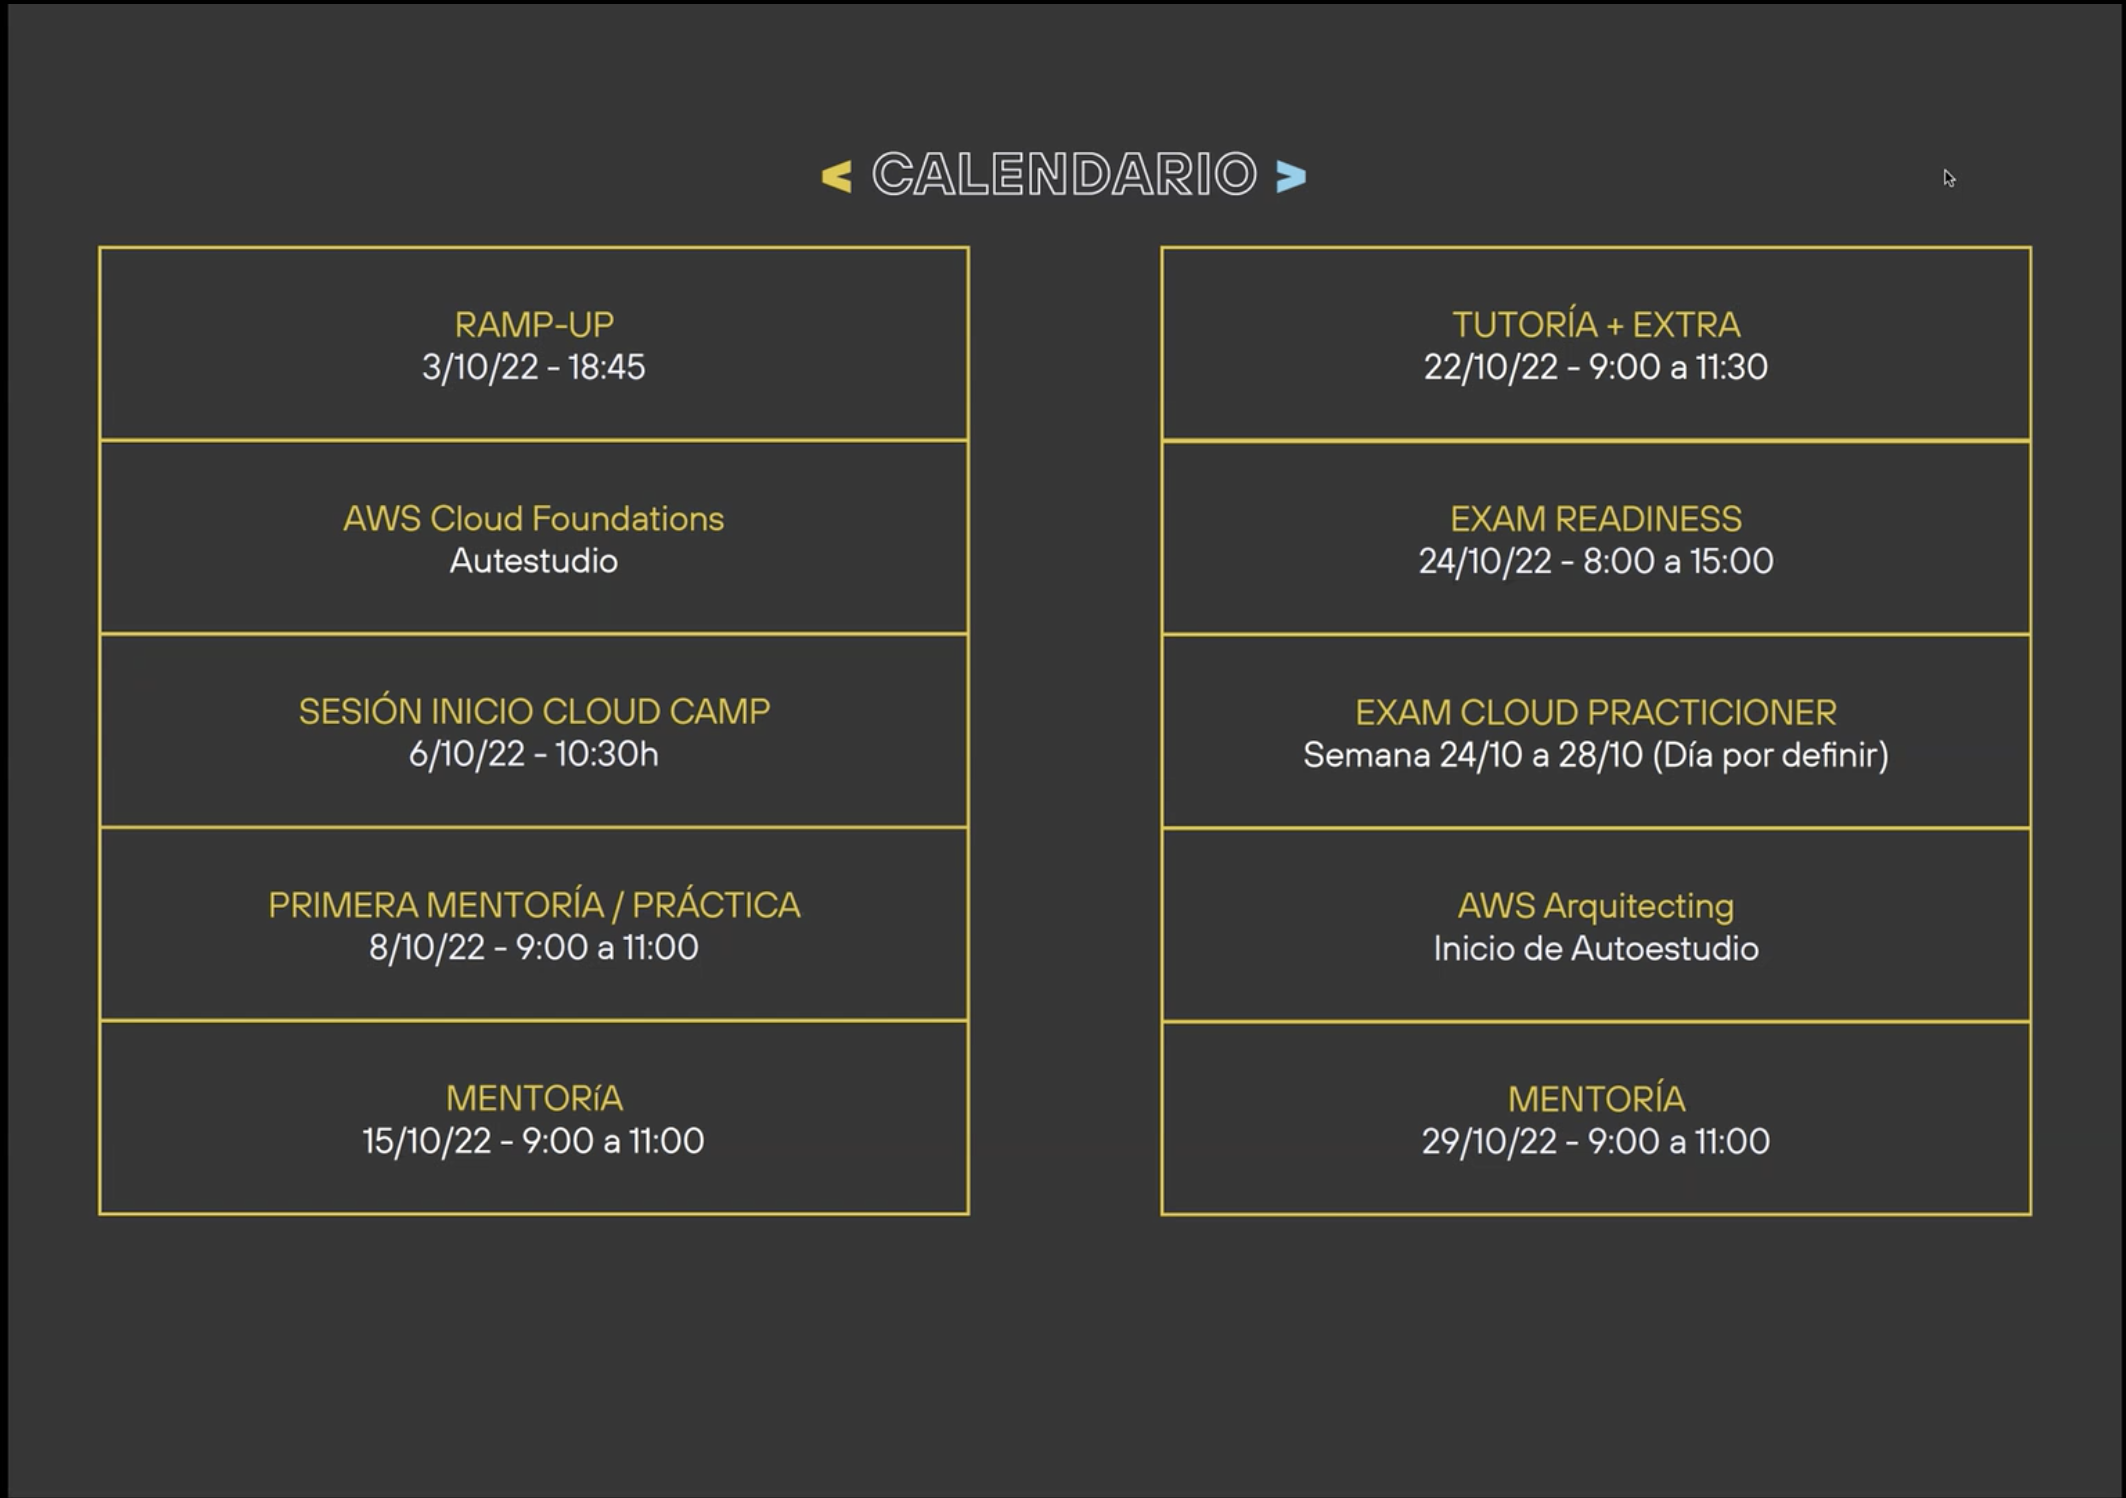 < CALENDARIO >
RAMP-UP
3/10/22 - 18:45
AWS Cloud Foundations
Autestudio
SESIÓN INICIO CLOUD CAMP
6/10/22 - 10:30h
PRIMERA MENTORÍA / PRÁCTICA
8/10/22 - 9:00 a 11:00
MENTORíA
15/10/22 - 9:00 a 11:00
TUTORÍA + EXTRA
22/10/22 - 9:00 a 11:30
EXAM READINESS
24/10/22 - 8:00 a 15:00
EXAM CLOUD PRACTICIONER
Semana 24/10 a 28/10 (Día por definir)
AWS Arquitecting
Inicio de Autoestudio
MENTORÍA
29/10/22 - 9:00 a 11:00